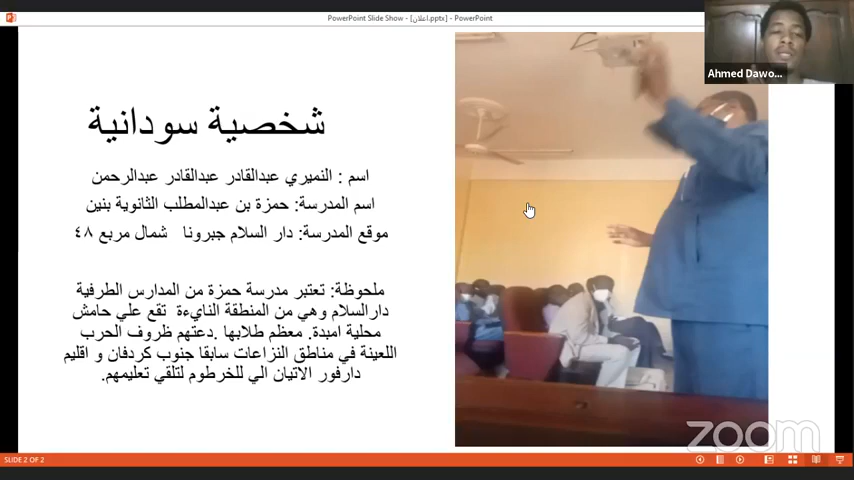 PowerPoint Slide Show - [اعلان.pptx] - PowerPoint
Ahmed Dawo...
شخصية سودانية
اسم : النميري عبدالقادر عبدالقادر عبدالرحمن
اسم المدرسة: حمزة بن عبدالمطلب الثانوية بنين
موقع المدرسة: دار السلام جبرونا شمال مربع ٤٨
ملحوظة: تعتبر مدرسة حمزة من المدارس الطرفية
دارالسلام وهي من المنطقة النايءة تقع علي حامش
محلية امبدة. معظم طلابها .دعتهم ظروف الحرب
اللعينة في مناطق النزاعات سابقا جنوب كردفان و اقليم
دارفور الاتيان الي للخرطوم لتلقي تعليمهم.
zoom
SLIDE 2 OF 2